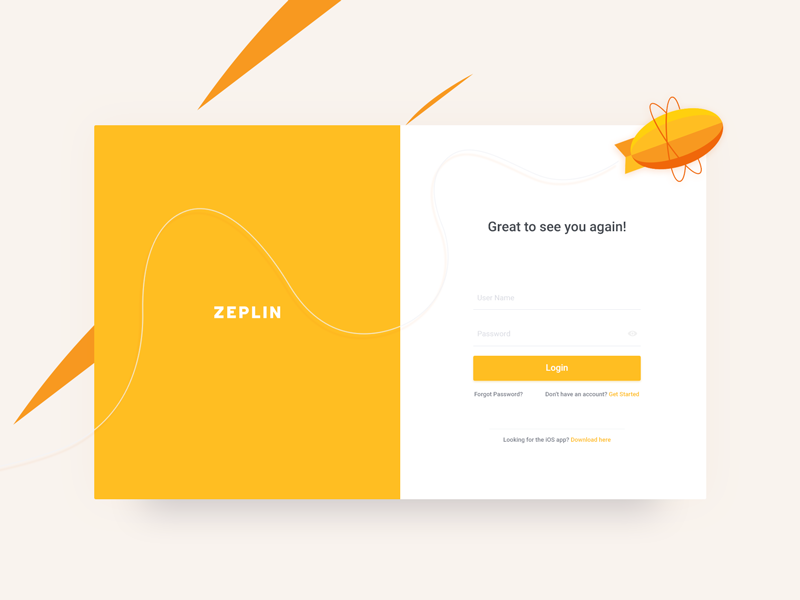 ZEPLIN
Great to see you again!
User Name
Password
Login
Forgot Password? Don't have an account? Get Started
Looking for the iOS app? Download here